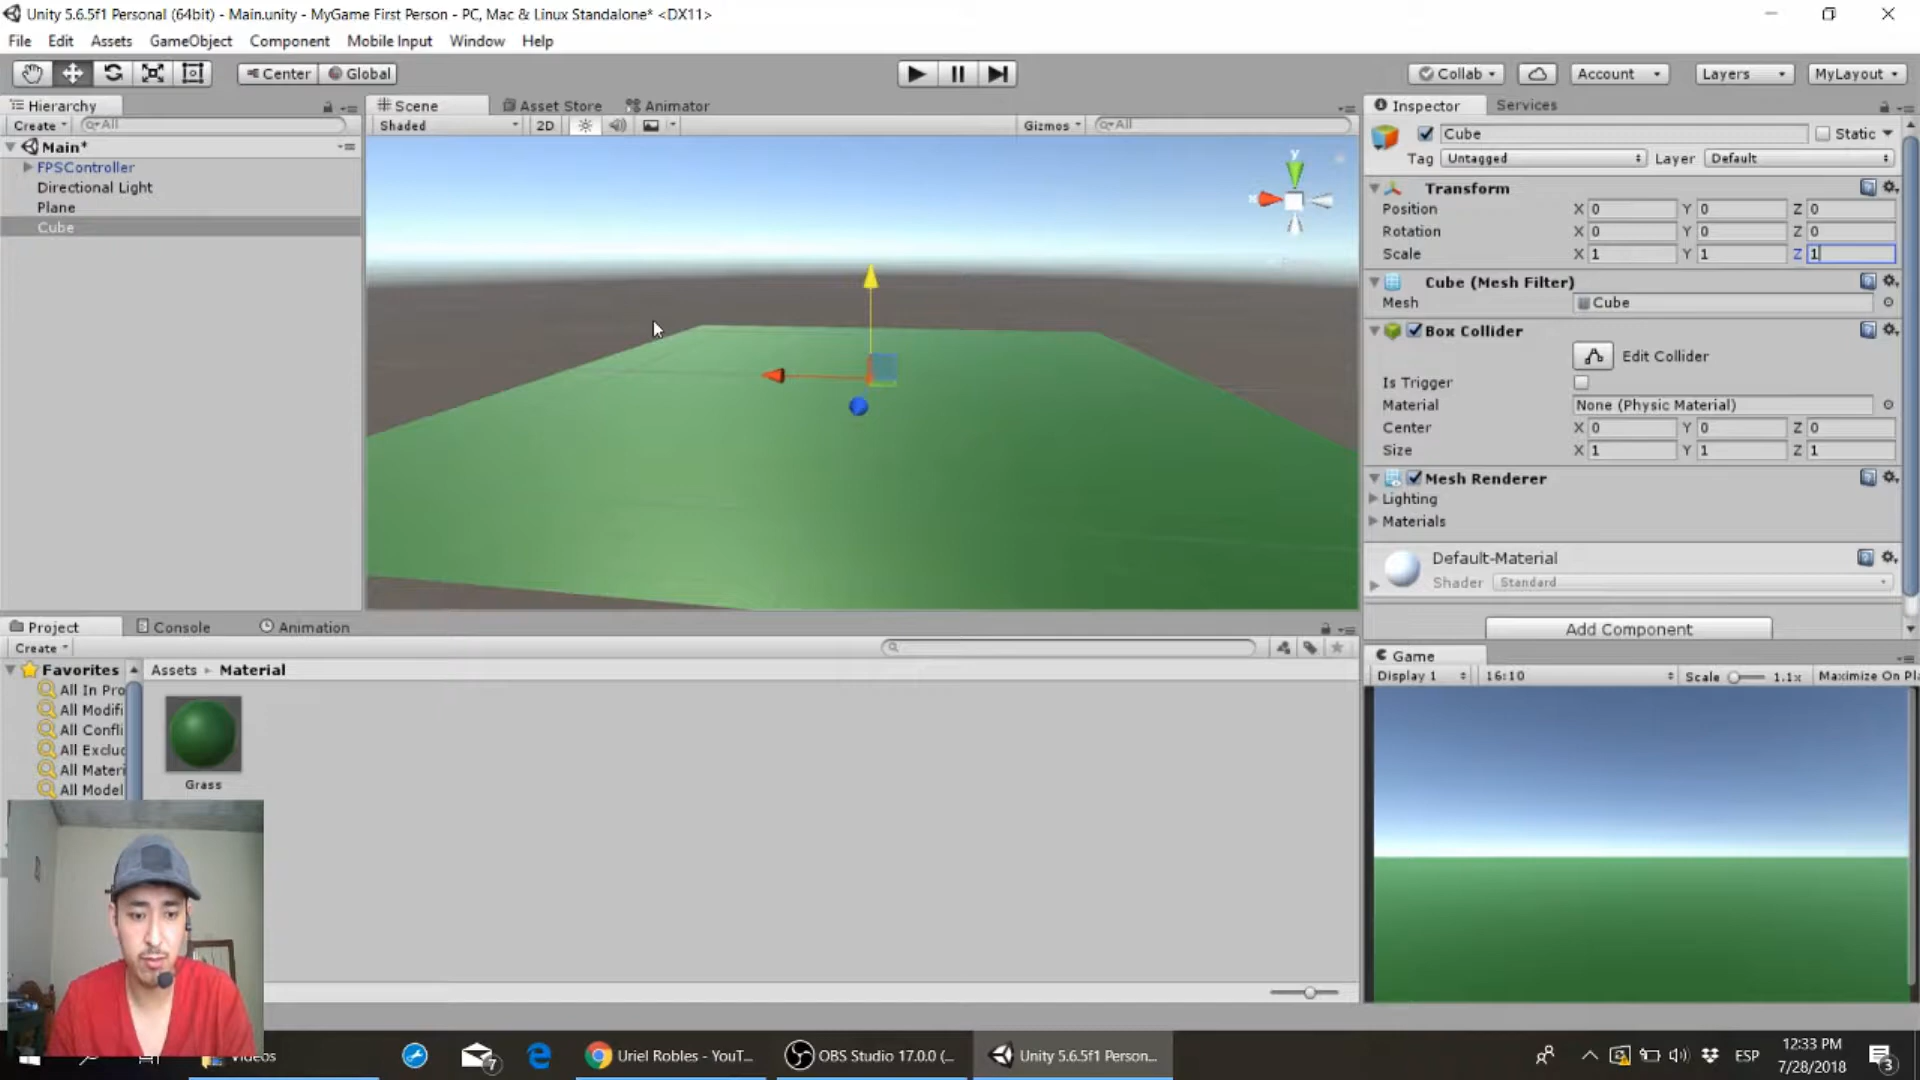 Unity 5.6.5f1 Personal (64bit) - Main.unity - MyGame First Person - PC, Mac & Linux Standalone* <DX11>
File Edit Assets GameObject Component Mobile Input Window Help
Center Global Collab Account Layers MyLayout
Hierarchy Scene Asset Store Animator Inspector Services
Create All Shaded 2D Gizmos All Cube Static
Main*
Tag Untagged Layer Default
FPSController
Directional Light
Plane
Cube
y
x
Transform
Position X 0 Y 0 Z 0
Rotation X 0 Y 0 Z 0
Scale X 1 Y 1 Z 1
Cube (Mesh Filter)
Mesh Cube
Box Collider
Edit Collider
Is Trigger
Material None (Physic Material)
Center X 0 Y 0 Z 0
Size X 1 Y 1 Z 1
Mesh Renderer
Lighting
Materials
Default-Material
Shader Standard
Add Component
Project Console Animation
Create
Favorites Assets Material
All In Pro
All Modifi
All Confli
All Exclud
All Materi
All Model
Grass
Game
Display 1 16:10 Scale 1.1x Maximize On Pla
Videos 7 Uriel Robles - YouT... OBS Studio 17.0.0 (... Unity 5.6.5f1 Person... ESP 12:33 PM
7/28/2018 3